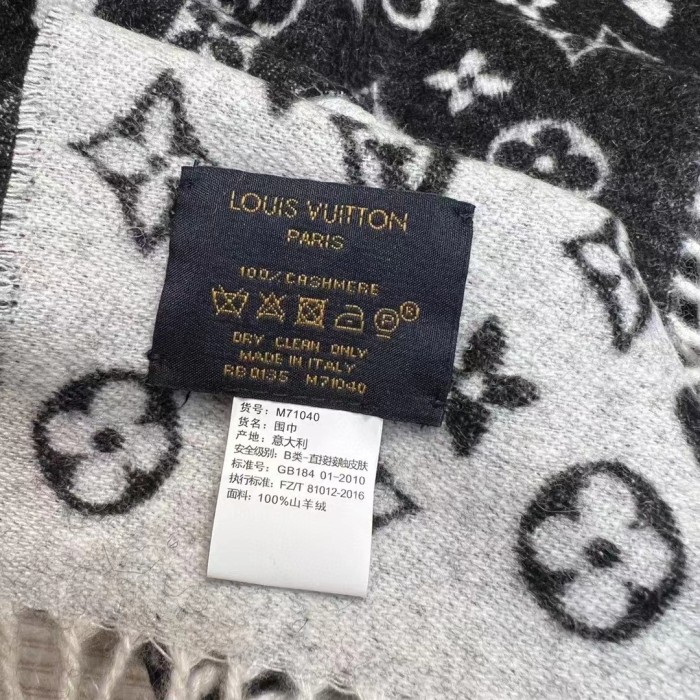 LOUIS VUITTON
PARIS
100% CASHMERE
P
DRY CLEAN ONLY
MADE IN ITALY
RB 0135 M71040
货号: M71040
货名: 围巾
产地: 意大利
安全级别: B类-直接接触皮肤
标准号: GB184 01-2010
执行标准: FZ/T 81012-2016
面料: 100%山羊绒